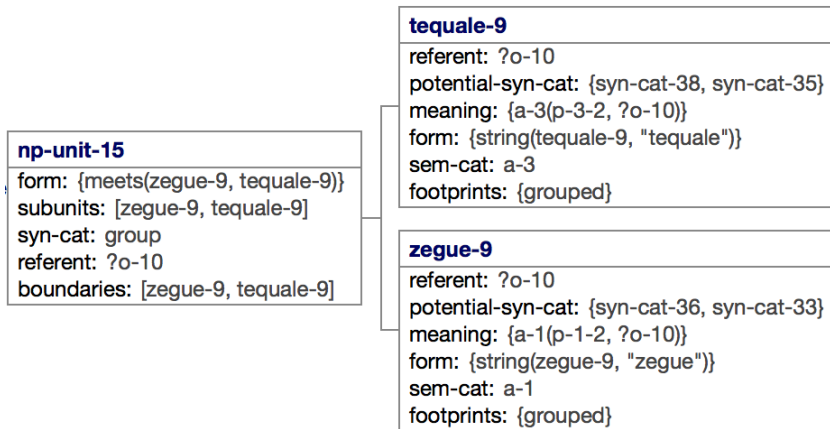 np-unit-15
form: {meets(zegue-9, tequale-9)}
subunits: [zegue-9, tequale-9]
syn-cat: group
referent: ?o-10
boundaries: [zegue-9, tequale-9]
tequale-9
referent: ?o-10
potential-syn-cat: {syn-cat-38, syn-cat-35}
meaning: {a-3(p-3-2, ?o-10)}
form: {string(tequale-9, "tequale")}
sem-cat: a-3
footprints: {grouped}
zegue-9
referent: ?o-10
potential-syn-cat: {syn-cat-36, syn-cat-33}
meaning: {a-1(p-1-2, ?o-10)}
form: {string(zegue-9, "zegue")}
sem-cat: a-1
footprints: {grouped}